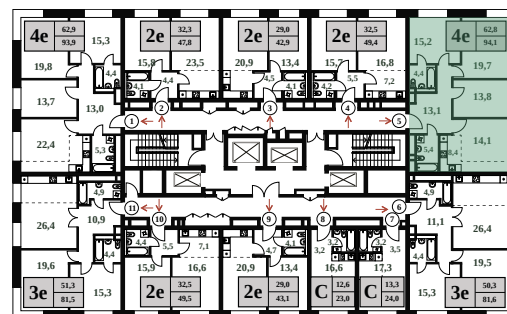 4е 62,9 93,9 15,3
2е 32,3 47,8
2е 29,0 42,9
2е 32,5 49,4
15,2 4е 62,8 94,1
19,8 4,4 15,8 4,1 4,4 23,5 20,9 4,5 13,4 4,1 15,7 4,2 5,5 16,8 7,2 4,4 19,7
13,7 13,0 13,1 13,8
1 2 3 4 5
22,4 5,3 5,4 8,4 14,1
4,9 11 10 9 8 7 6 4,9
26,4 10,9 4,4 5,5 7,1 4,7 4,1 3,2 3,2 3,5 11,1 26,4
19,6 4,4 15,9 16,6 20,9 13,4 16,6 17,3 4,4 19,5
3е 51,3 81,5 15,3
2е 32,5 49,5
2е 29,0 43,1
С 12,6 23,0
С 13,3 24,0
15,3 3е 50,3 81,6